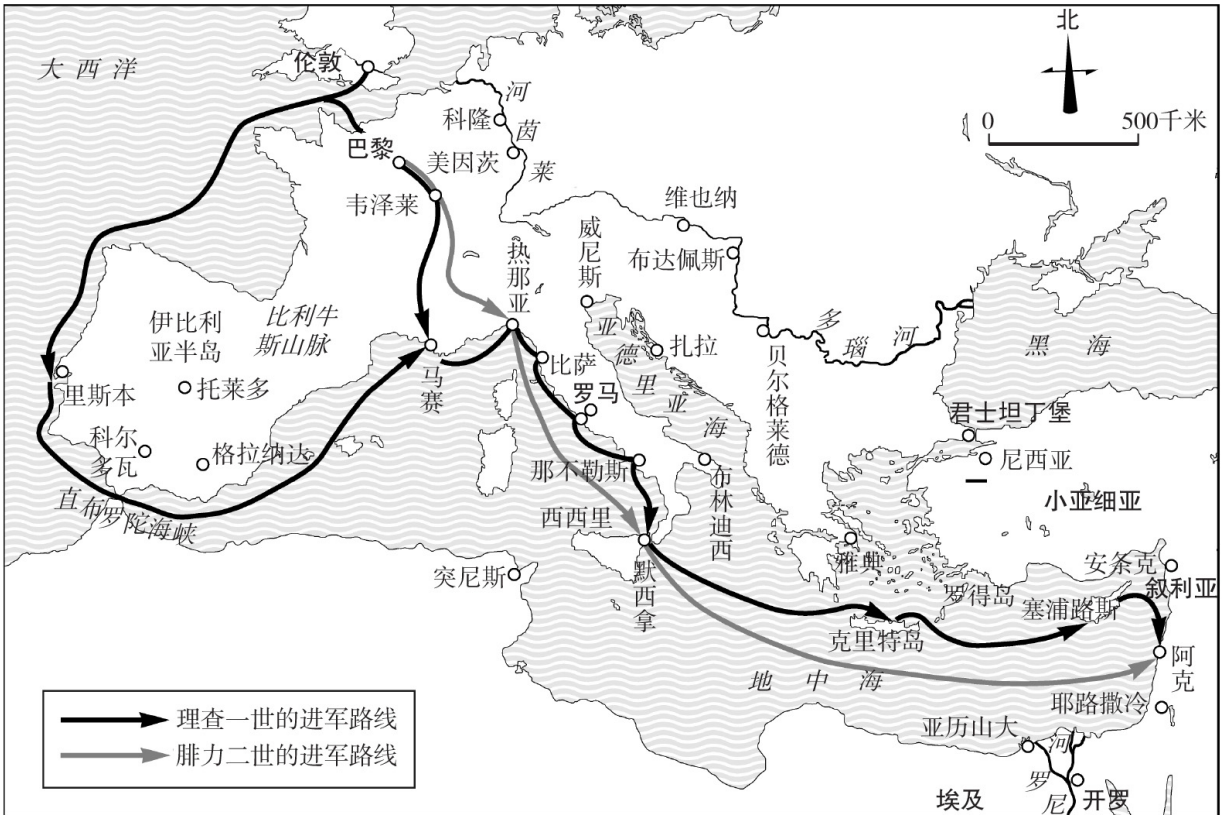 北
大西洋
伦敦
0 500千米
科隆
莱茵河
巴黎
美因茨
韦泽莱
维也纳
威尼斯
布达佩斯
热那亚
伊比利
亚半岛
比利牛
斯山脉
亚德里亚海
扎拉
多瑙河
黑海
比萨
马赛
里斯本
托莱多
罗马
贝尔格莱德
君士坦丁堡
科尔
多瓦
格拉纳达
那不勒斯
布林迪西
尼西亚
直布罗陀海峡
西西里
小亚细亚
突尼斯
默西拿
雅典
安条克
罗得岛
叙利亚
塞浦路斯
克里特岛
阿克
地中海
耶路撒冷
理查一世的进军路线
腓力二世的进军路线
亚历山大
尼罗河
埃及
开罗